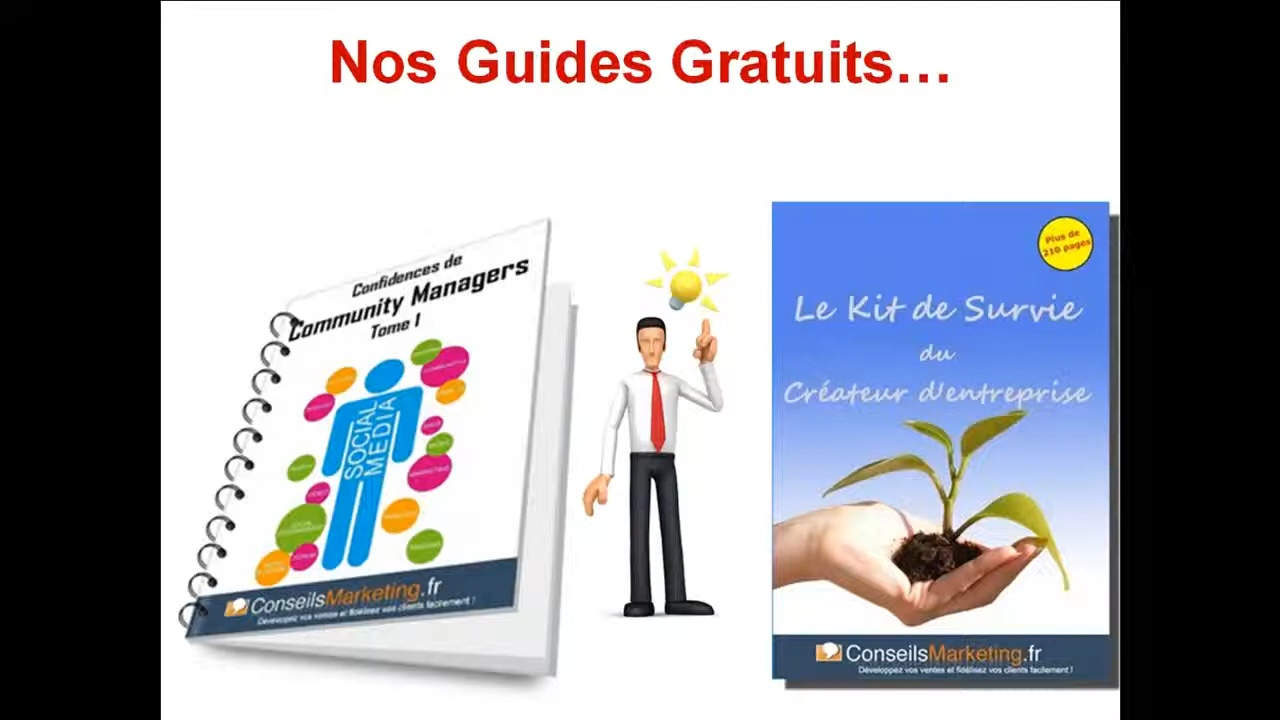 Nos Guides Gratuits…
Confidences de
Community Managers
Tome I
SOCIAL
MEDIA
ConseilsMarketing.fr
Développez vos ventes et fidélisez vos clients facilement !
Plus de
210 pages
Le Kit de Survie
du
Créateur d'entreprise
ConseilsMarketing.fr
Développez vos ventes et fidélisez vos clients facilement !